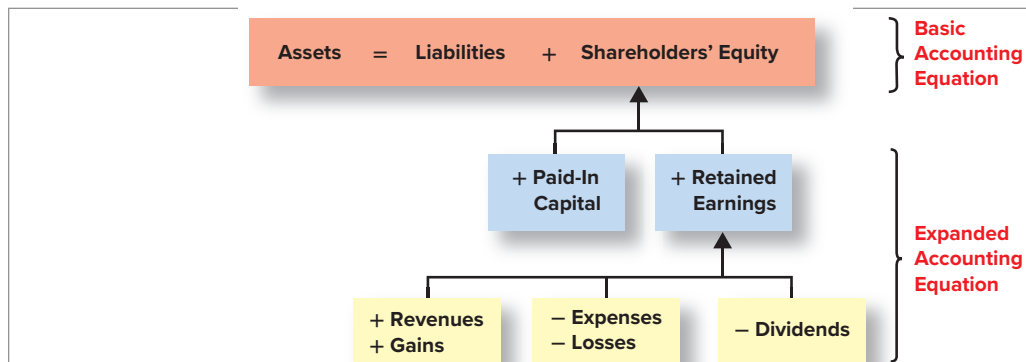 Assets = Liabilities + Shareholders’ Equity
Basic
Accounting
Equation
+ Paid-In
Capital
+ Retained
Earnings
Expanded
Accounting
Equation
+ Revenues
+ Gains
− Expenses
− Losses
− Dividends